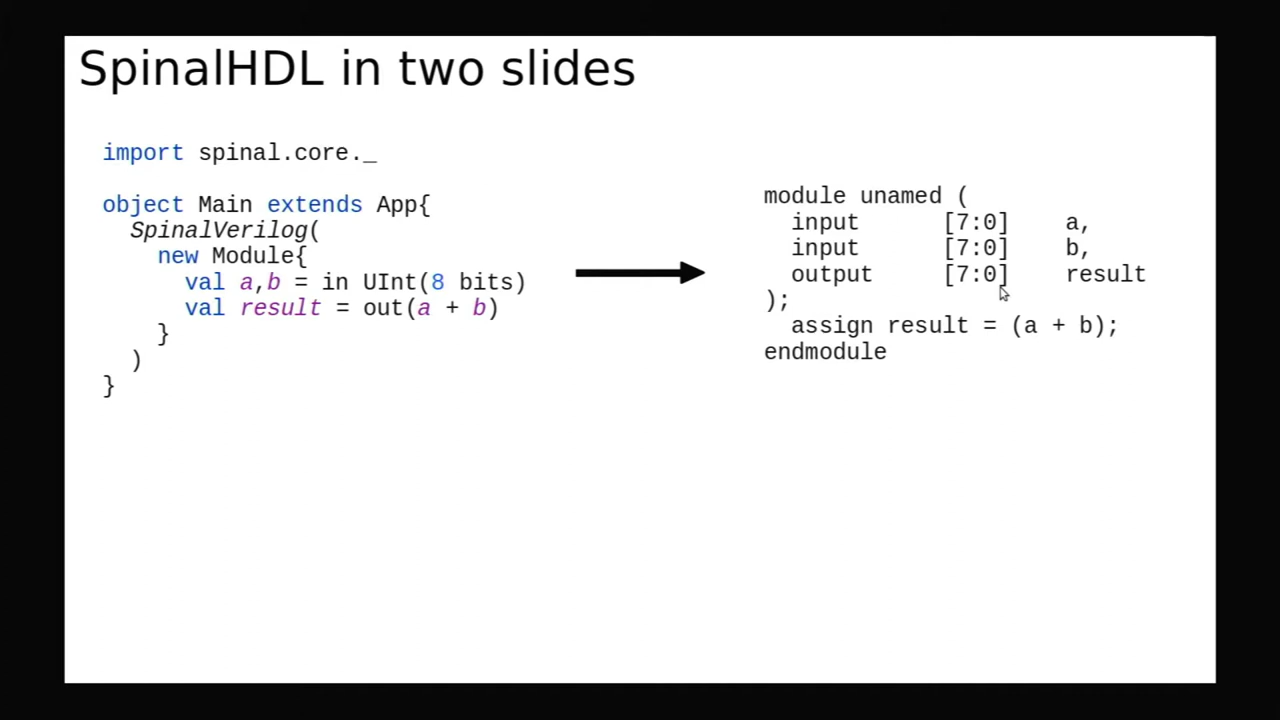 SpinalHDL in two slides
import spinal.core._
object Main extends App{
SpinalVerilog(
new Module{
val a,b = in UInt(8 bits)
val result = out(a + b)
}
)
}
module unamed (
input [7:0] a,
input [7:0] b,
output [7:0] result
);
assign result = (a + b);
endmodule